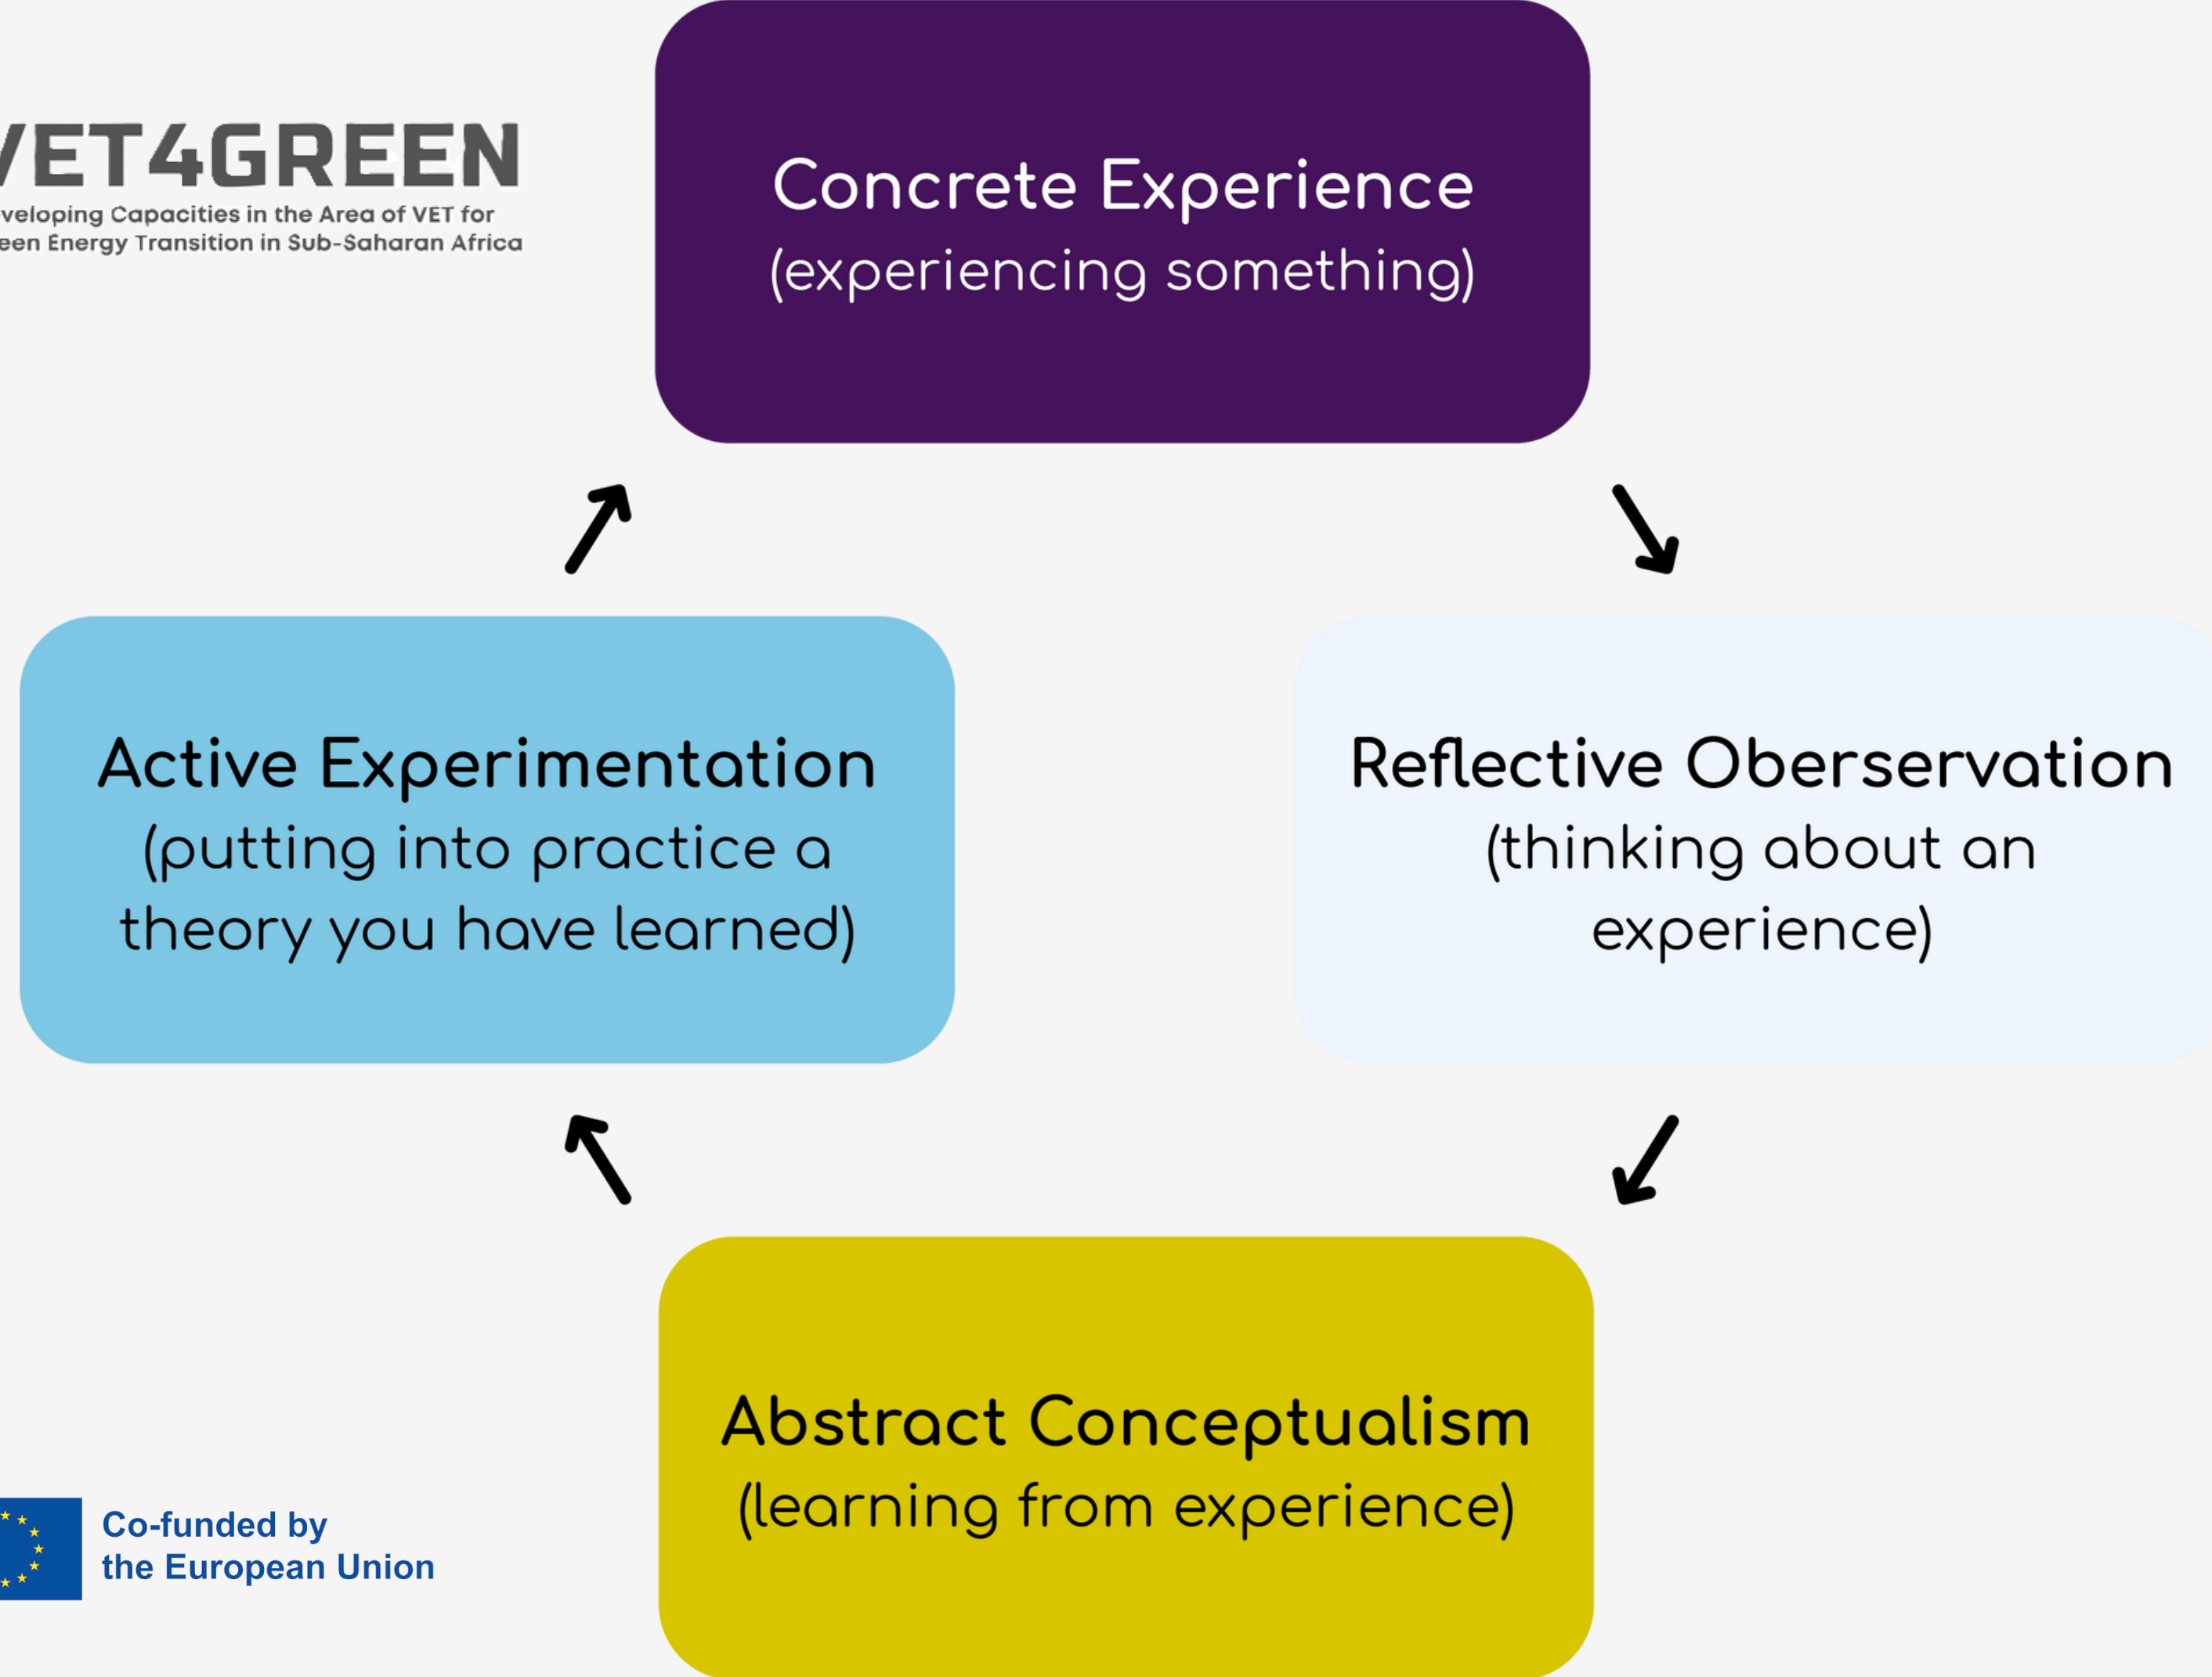 VET4GREEN
veloping Capacities in the Area of VET for
een Energy Transition in Sub-Saharan Africa
Concrete Experience
(experiencing something)
Active Experimentation
(putting into practice a
theory you have learned)
Reflective Oberservation
(thinking about an
experience)
Abstract Conceptualism
(learning from experience)
Co-funded by
the European Union